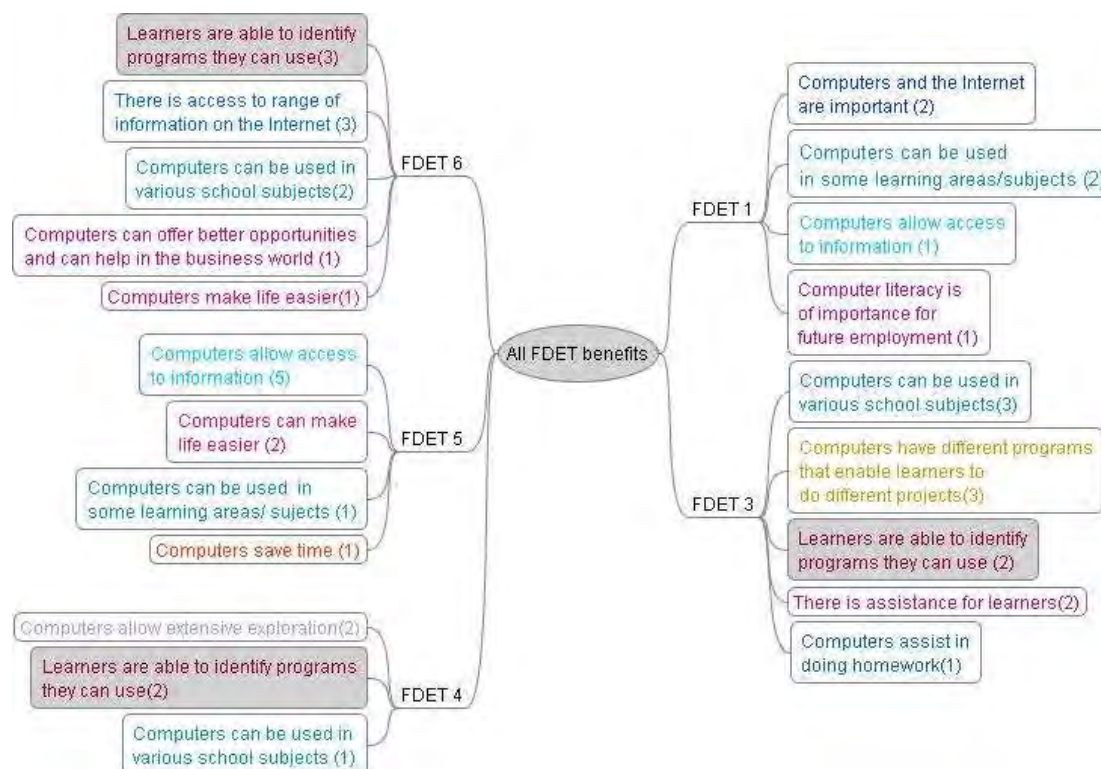 Learners are able to identify
programs they can use(3)
There is access to range of
information on the Internet (3)
Computers can be used in
various school subjects(2)
Computers can offer better opportunities
and can help in the business world (1)
Computers make life easier(1)
FDET 6
Computers allow access
to information (5)
Computers can make
life easier (2)
Computers can be used in
some learning areas/ sujects (1)
Computers save time (1)
FDET 5
Computers allow extensive exploration(2)
Learners are able to identify programs
they can use(2)
Computers can be used in
various school subjects (1)
FDET 4
All FDET benefits
FDET 1
Computers and the Internet
are important (2)
Computers can be used
in some learning areas/subjects (2)
Computers allow access
to information (1)
Computer literacy is
of importance for
future employment (1)
FDET 3
Computers can be used in
various school subjects(3)
Computers have different programs
that enable learners to
do different projects(3)
Learners are able to identify
programs they can use (2)
There is assistance for learners(2)
Computers assist in
doing homework(1)